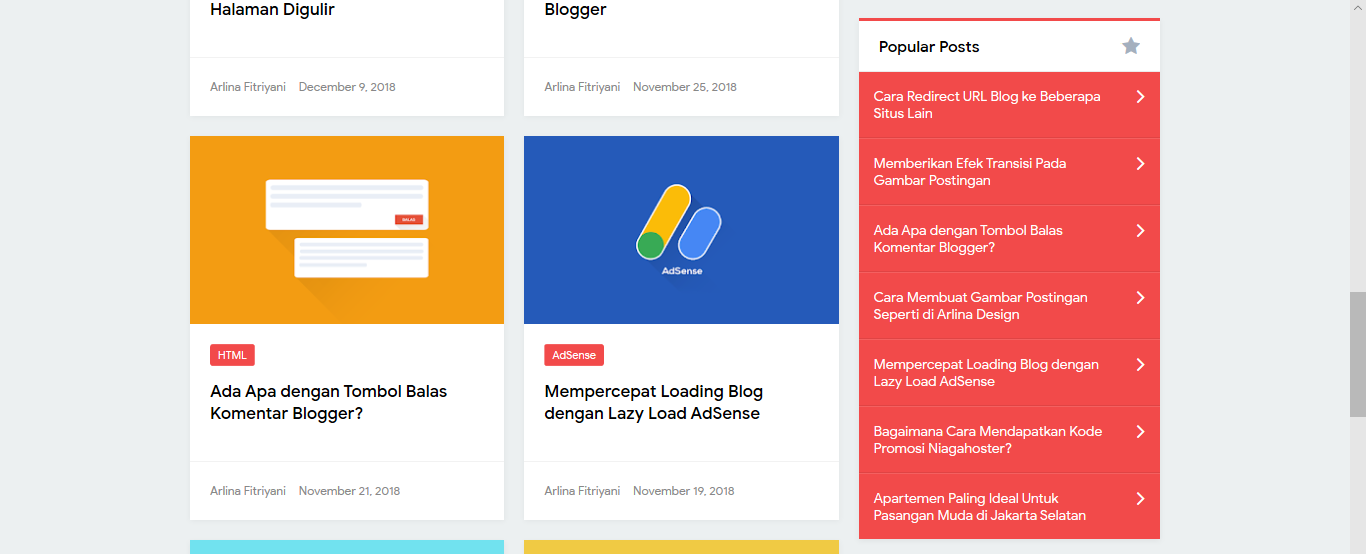 Halaman Digulir
Arlina Fitriyani December 9, 2018
Blogger
Arlina Fitriyani November 25, 2018
BALAS
HTML
Ada Apa dengan Tombol Balas
Komentar Blogger?
Arlina Fitriyani November 21, 2018
AdSense
AdSense
Mempercepat Loading Blog
dengan Lazy Load AdSense
Arlina Fitriyani November 19, 2018
Popular Posts
Cara Redirect URL Blog ke Beberapa
Situs Lain
Memberikan Efek Transisi Pada
Gambar Postingan
Ada Apa dengan Tombol Balas
Komentar Blogger?
Cara Membuat Gambar Postingan
Seperti di Arlina Design
Mempercepat Loading Blog dengan
Lazy Load AdSense
Bagaimana Cara Mendapatkan Kode
Promosi Niagahoster?
Apartemen Paling Ideal Untuk
Pasangan Muda di Jakarta Selatan